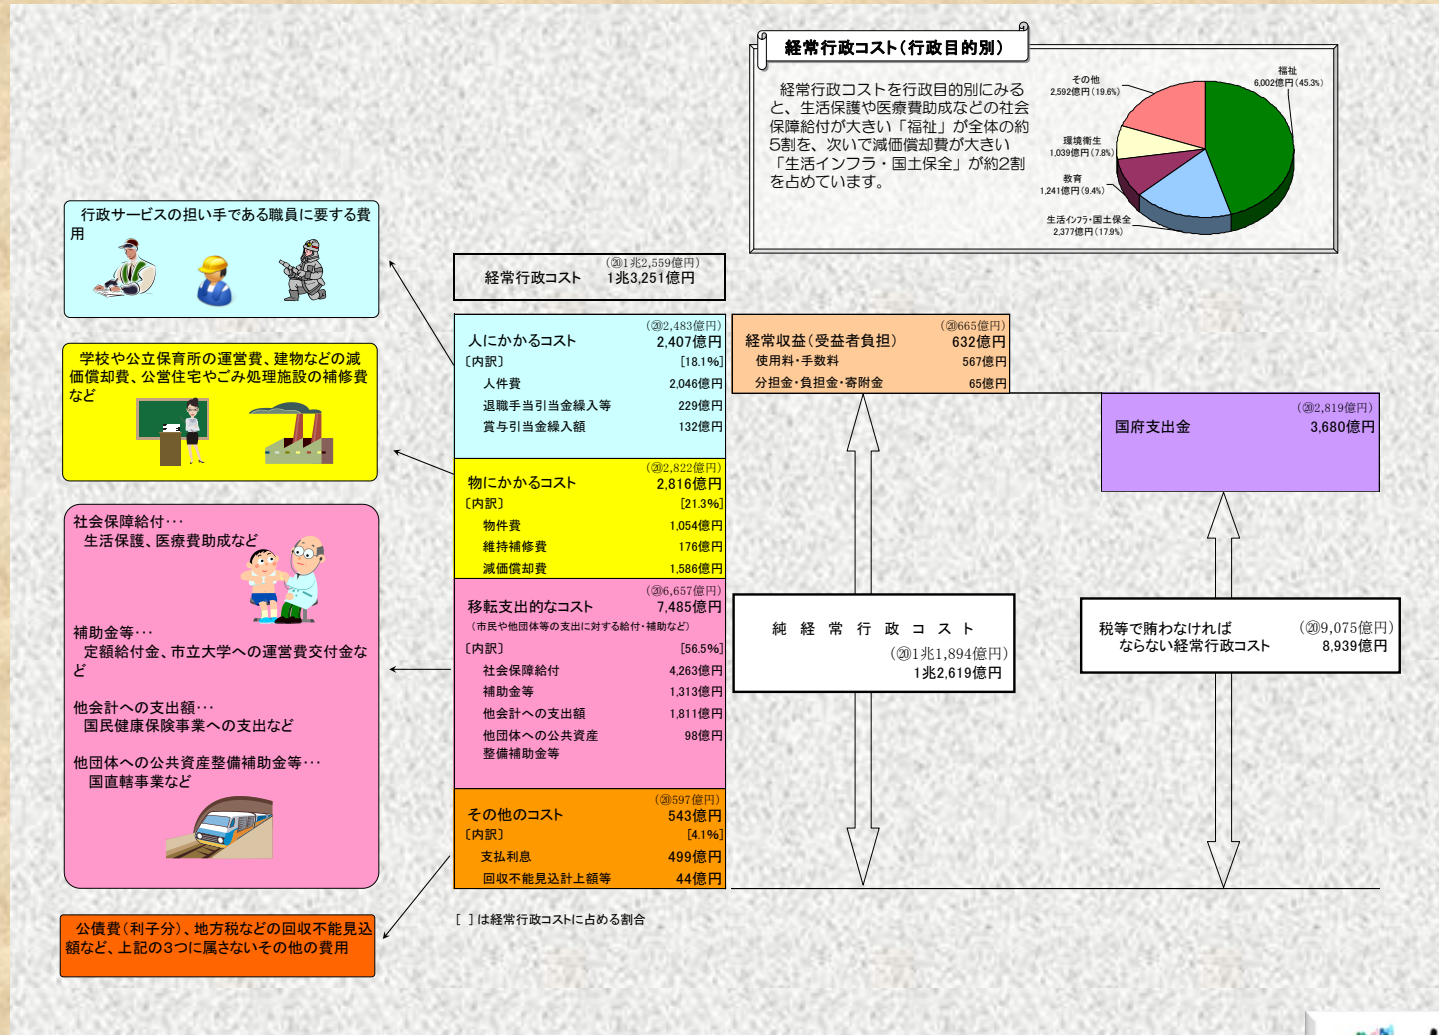 経常行政コスト(行政目的別)
経常行政コストを行政目的別にみる
と、生活保護や医療費助成などの社会
保障給付が大きい「福祉」が全体の約
5割を、次いで減価償却費が大きい
「生活インフラ・国土保全」が約2割
を占めています。
福祉
6,002億円(45.3%)
その他
2,592億円(19.6%)
環境衛生
1,039億円(7.8%)
教育
1,241億円(9.4%)
生活インフラ・国土保全
2,377億円(17.9%)
行政サービスの担い手である職員に要する費
用
学校や公立保育所の運営費、建物などの減
価償却費、公営住宅やごみ処理施設の補修費
など
社会保障給付･･･
生活保護、医療費助成など
補助金等･･･
定額給付金、市立大学への運営費交付金な
ど
他会計への支出額･･･
国民健康保険事業への支出など
他団体への公共資産整備補助金等･･･
国直轄事業など
公債費(利子分)、地方税などの回収不能見込
額など、上記の3つに属さないその他の費用
(⑳1兆2,559億円)
経常行政コスト 1兆3,251億円
(⑳2,483億円)
人にかかるコスト 2,407億円
〔内訳〕 [18.1%]
人件費 2,046億円
退職手当引当金繰入等 229億円
賞与引当金繰入額 132億円
(⑳2,822億円)
物にかかるコスト 2,816億円
〔内訳〕 [21.3%]
物件費 1,054億円
維持補修費 176億円
減価償却費 1,586億円
(⑳6,657億円)
移転支出的なコスト 7,485億円
(市民や他団体等の支出に対する給付・補助など)
〔内訳〕 [56.5%]
社会保障給付 4,263億円
補助金等 1,313億円
他会計への支出額 1,811億円
他団体への公共資産 98億円
整備補助金等
(⑳597億円)
その他のコスト 543億円
〔内訳〕 [4.1%]
支払利息 499億円
回収不能見込計上額等 44億円
[ ]は経常行政コストに占める割合
(⑳665億円)
経常収益(受益者負担) 632億円
使用料・手数料 567億円
分担金・負担金・寄附金 65億円
純経常行政コスト
(⑳1兆1,894億円)
1兆2,619億円
(⑳2,819億円)
国府支出金 3,680億円
税等で賄わなければ (⑳9,075億円)
ならない経常行政コスト 8,939億円